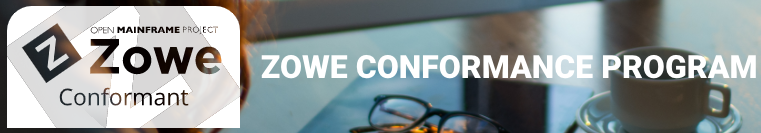 OPEN MAINFRAME PROJECT
Z Zowe
Conformant
ZOWE CONFORMANCE PROGRAM